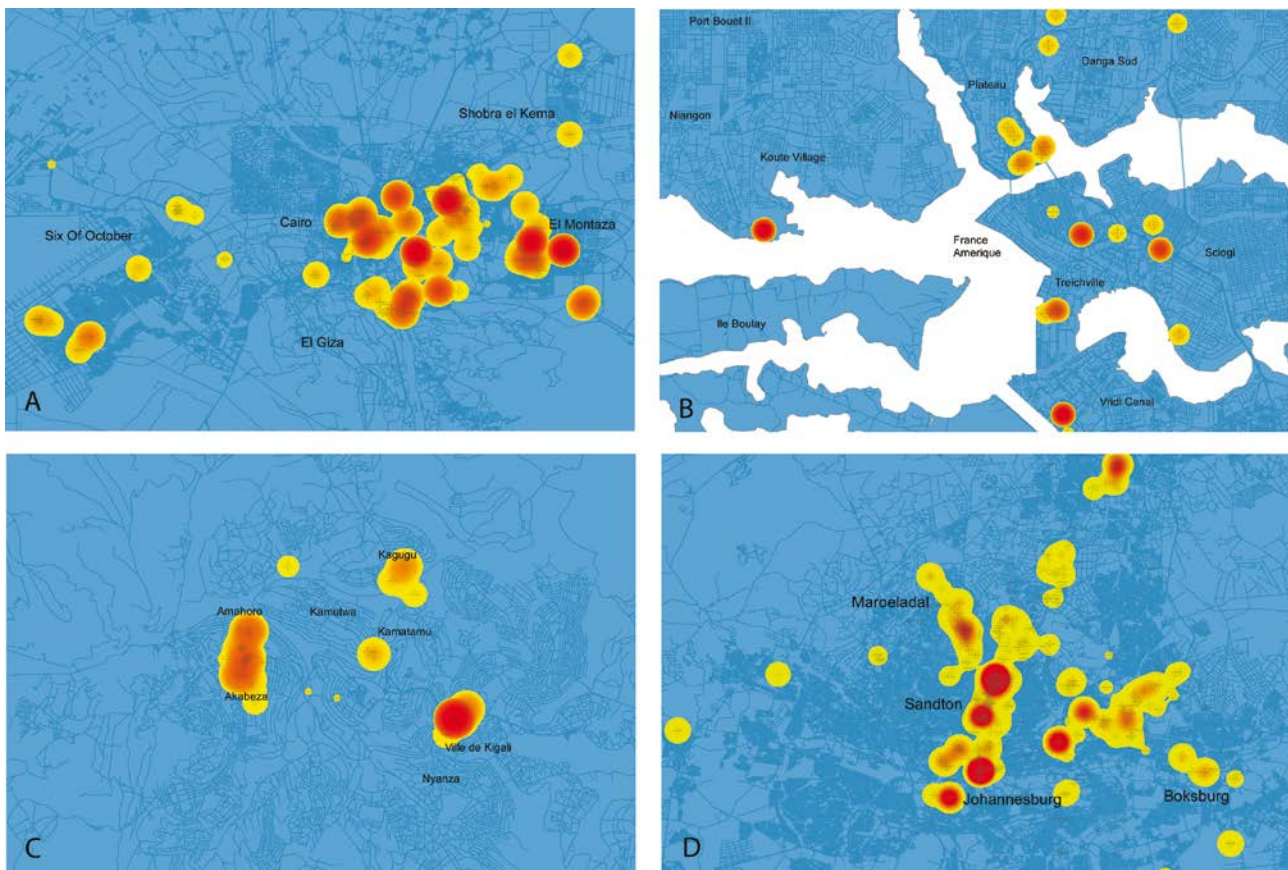 Shobra el Kema
Cairo
El Montaza
Six Of October
El Giza
A
Port Bouet II
Danga Sud
Plateau
Niangon
Koute Village
France
Amerique
Sclogi
Treichville
Ile Boulay
Vridi Canal
B
Kagugu
Amahoro
Kamutwa
Kamatamu
Akabeza
Ville de Kigali
Nyanza
C
Maroeladal
Sandton
Johannesburg
Boksburg
D